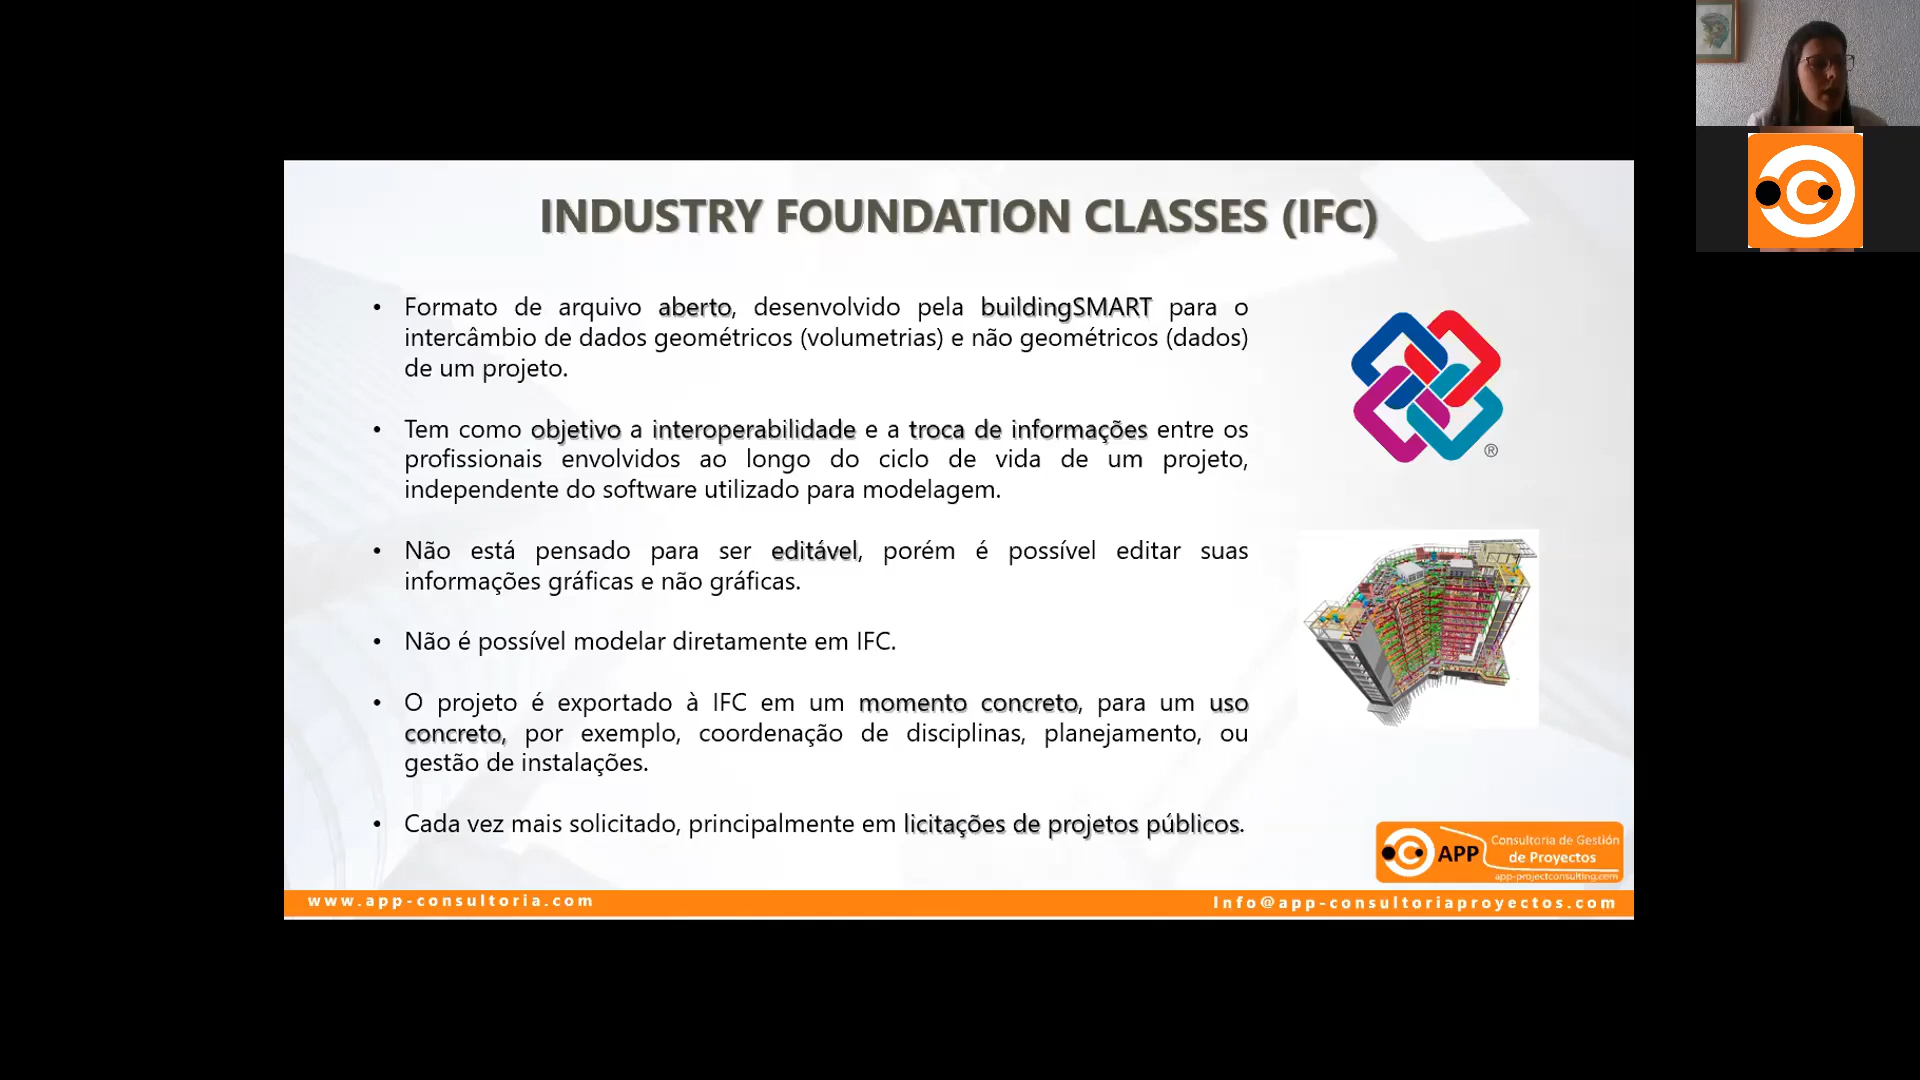 INDUSTRY FOUNDATION CLASSES (IFC)
• Formato de arquivo aberto, desenvolvido pela buildingSMART para o
intercâmbio de dados geométricos (volumetrias) e não geométricos (dados)
de um projeto.
• Tem como objetivo a interoperabilidade e a troca de informações entre os
profissionais envolvidos ao longo do ciclo de vida de um projeto,
independente do software utilizado para modelagem.
• Não está pensado para ser editável, porém é possível editar suas
informações gráficas e não gráficas.
• Não é possível modelar diretamente em IFC.
• O projeto é exportado à IFC em um momento concreto, para um uso
concreto, por exemplo, coordenação de disciplinas, planejamento, ou
gestão de instalações.
• Cada vez mais solicitado, principalmente em licitações de projetos públicos.
®
APP
Consultoria de Gestión
de Proyectos
app-projectconsulting.com
www.app-consultoria.com
Info@app-consultoriaproyectos.com